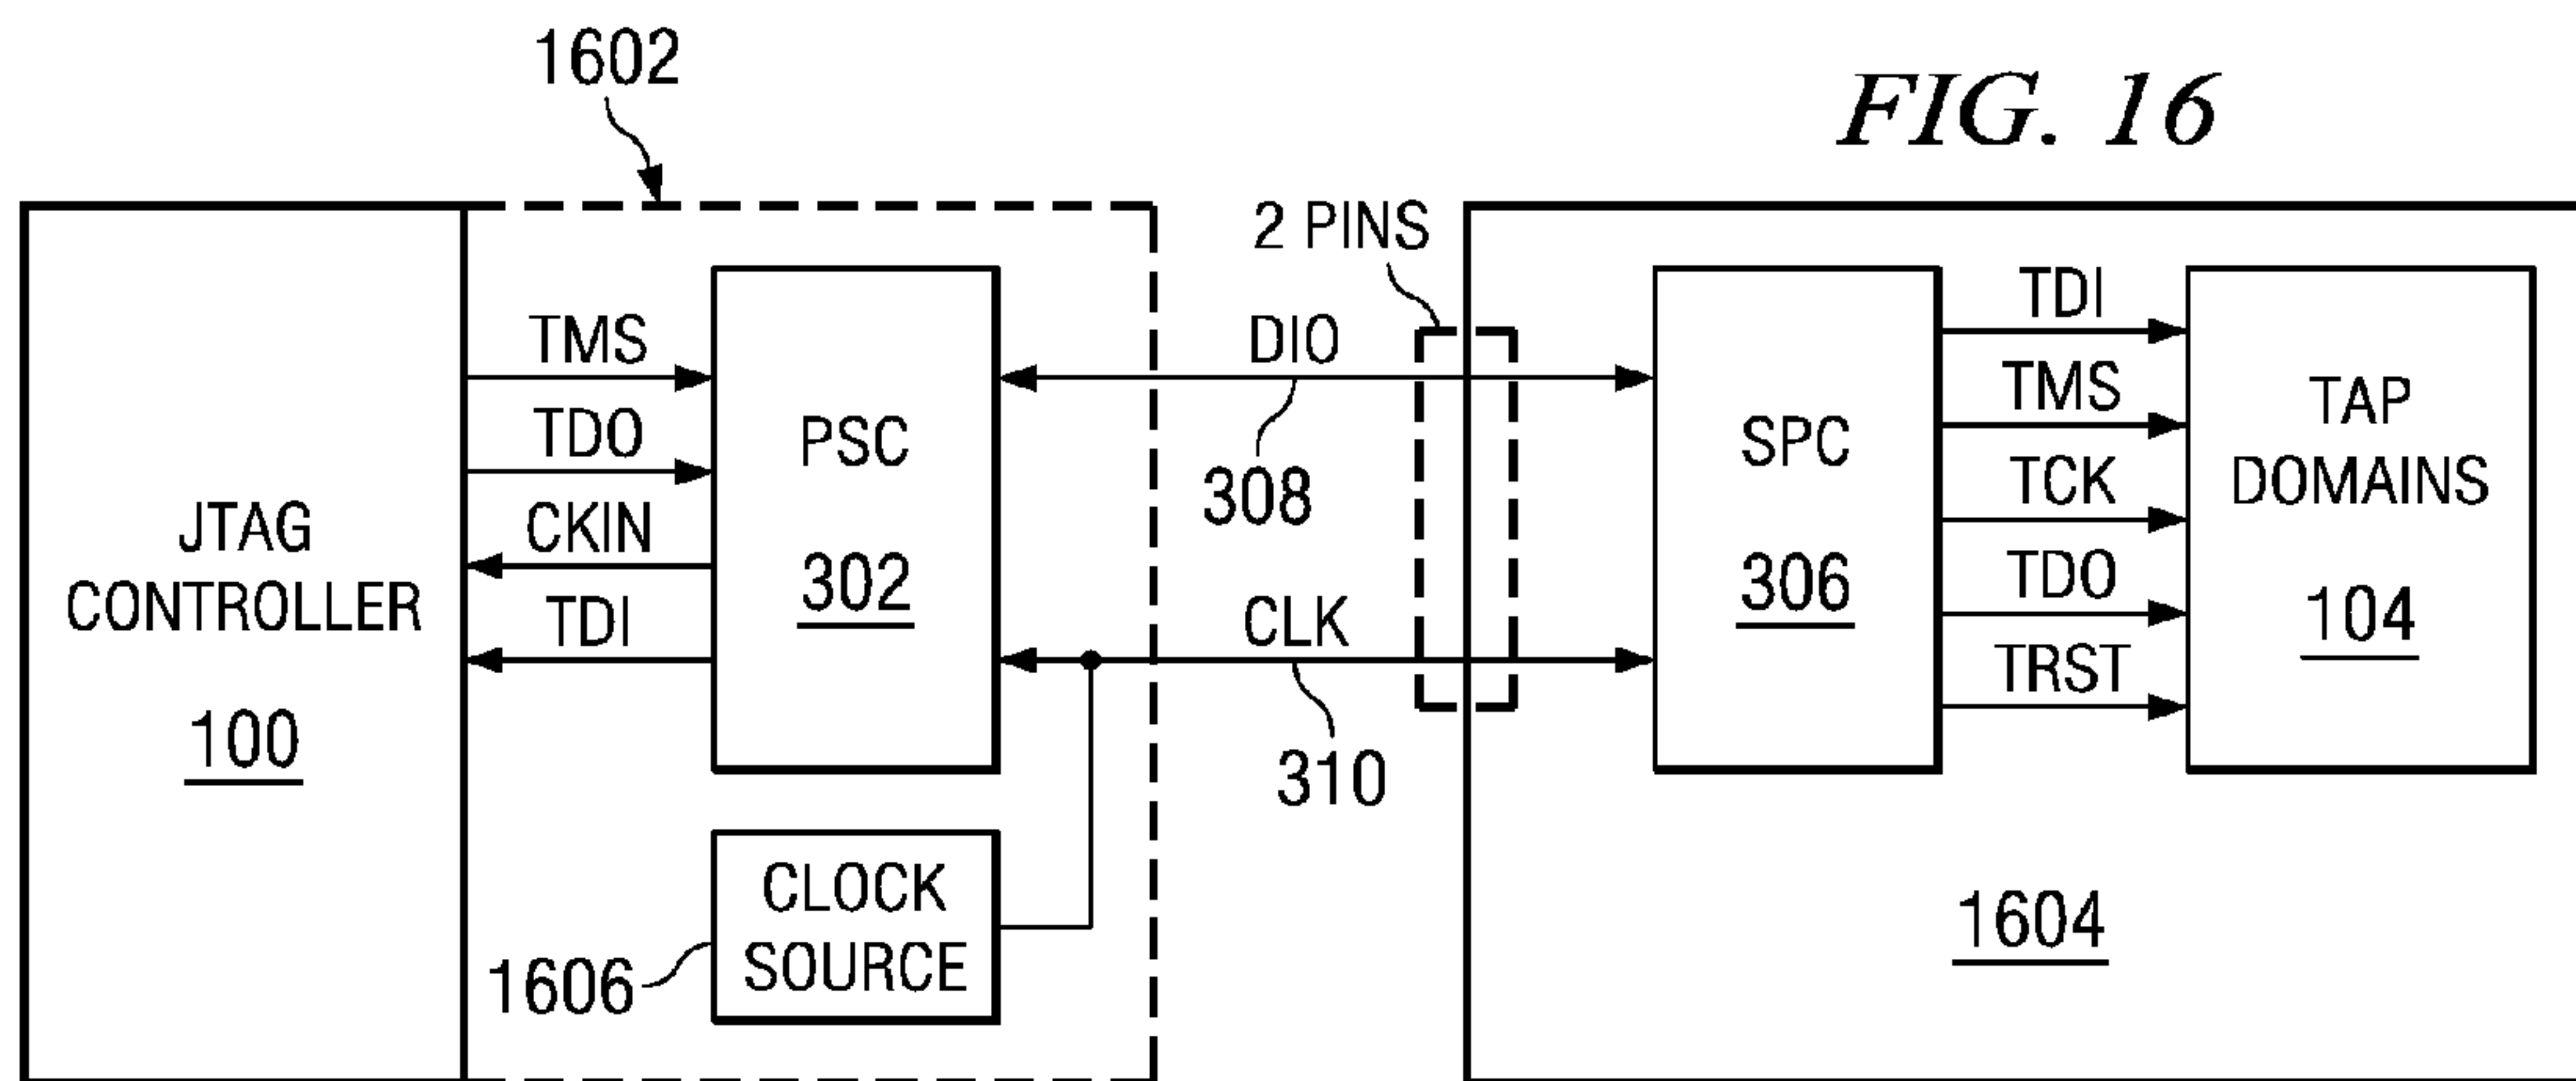 1602
FIG. 16
2 PINS
JTAG
CONTROLLER
100
TMS
TDO
CKIN
TDI
PSC
302
CLOCK
SOURCE
1606
DIO
308
CLK
310
SPC
306
TDI
TMS
TCK
TDO
TRST
TAP
DOMAINS
104
1604